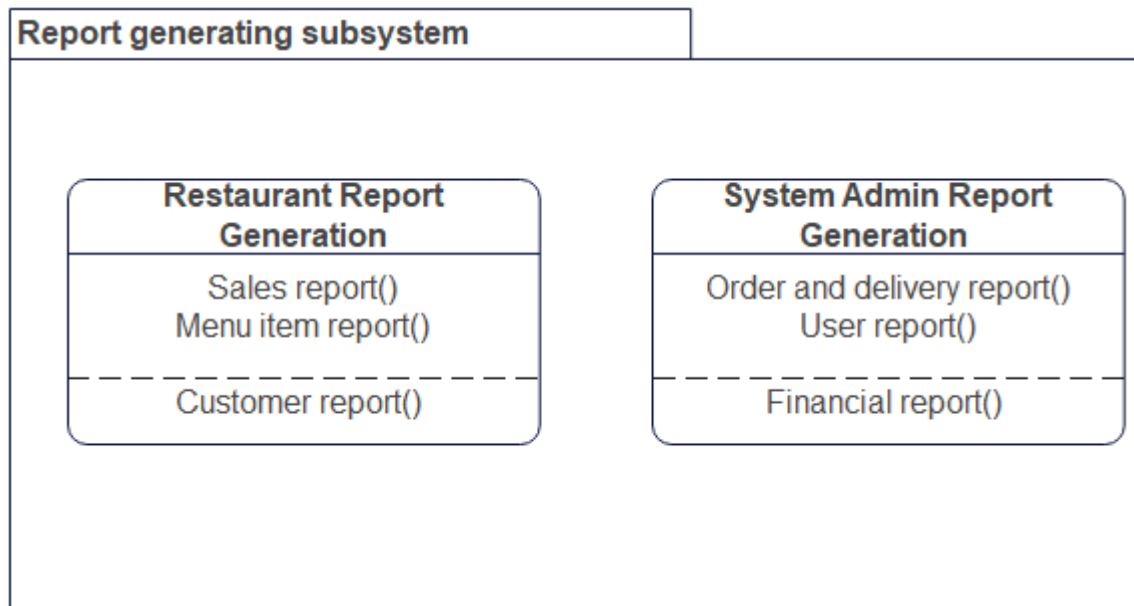 Report generating subsystem
Restaurant Report
Generation
Sales report()
Menu item report()
Customer report()
System Admin Report
Generation
Order and delivery report()
User report()
Financial report()